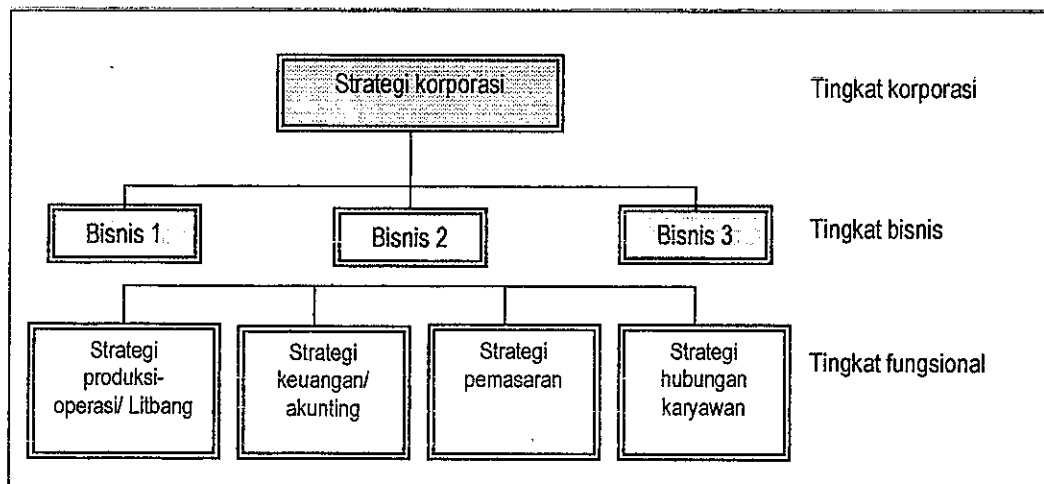 Strategi korporasi
Tingkat korporasi
Bisnis 1
Bisnis 2
Bisnis 3
Tingkat bisnis
Strategi
produksi-
operasi/ Litbang
Strategi
keuangan/
akunting
Strategi
pemasaran
Strategi
hubungan
karyawan
Tingkat fungsional